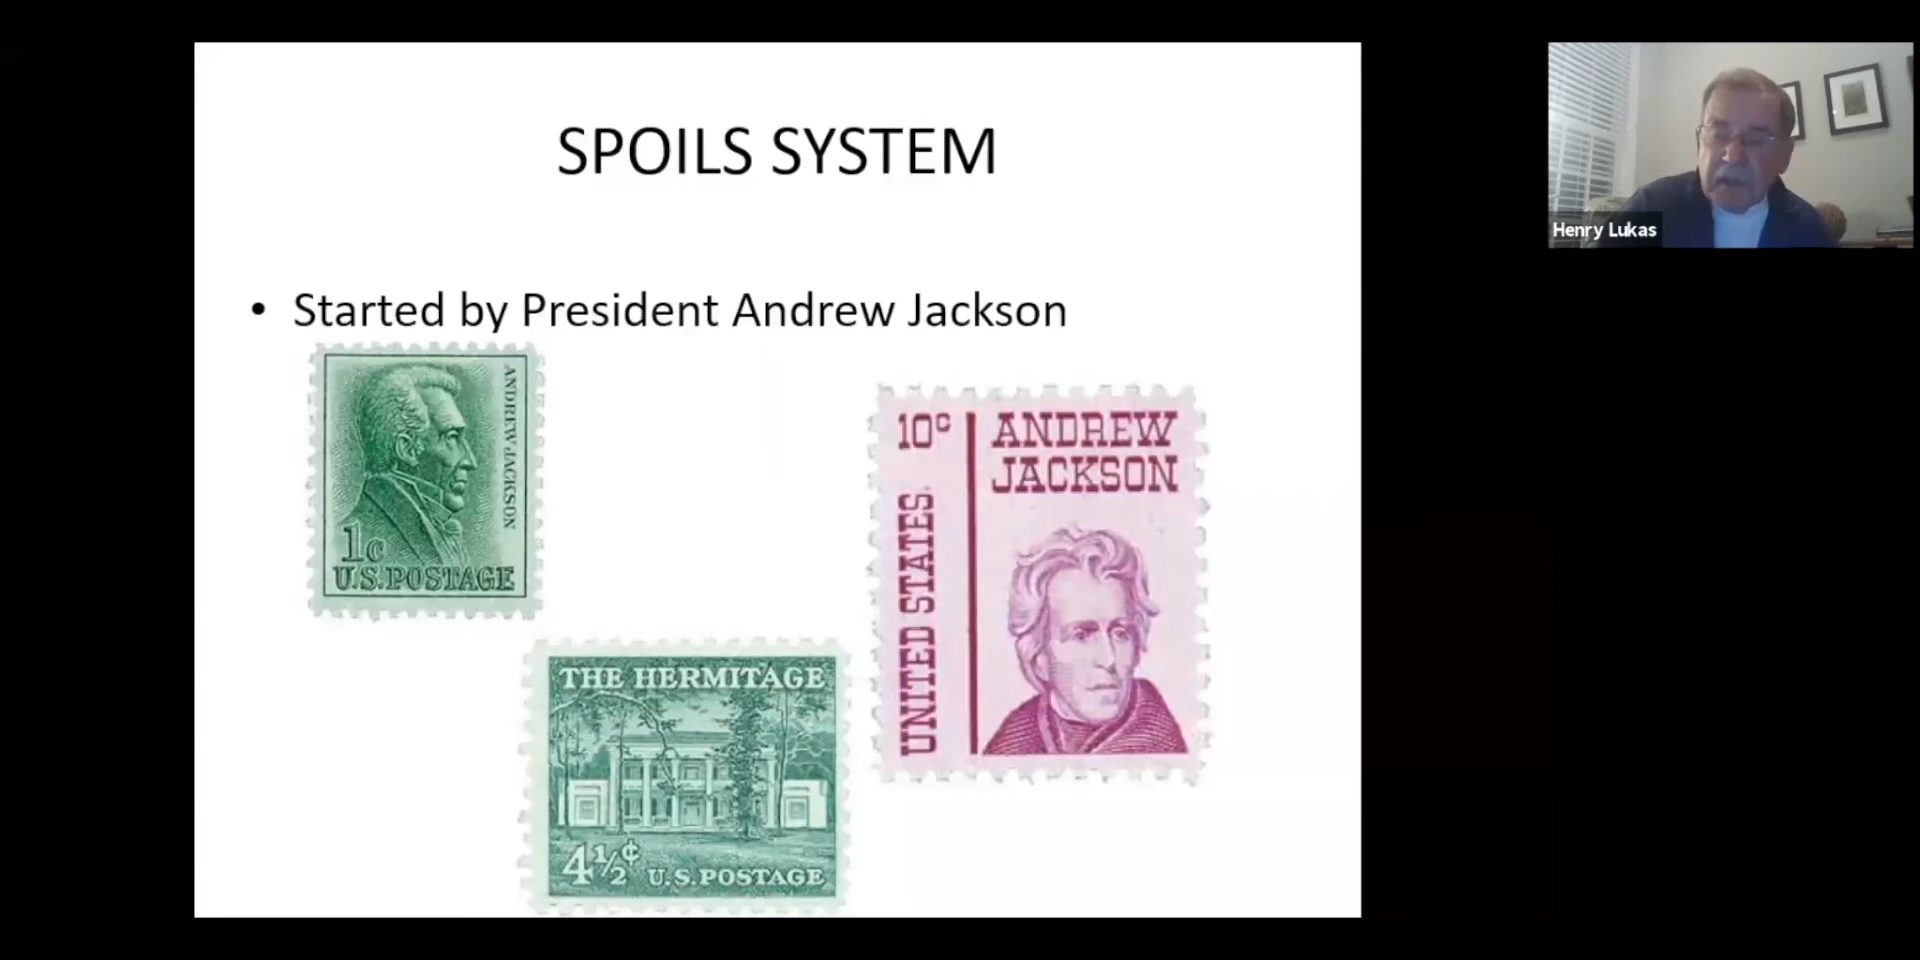 SPOILS SYSTEM
• Started by President Andrew Jackson
ANDREW JACKSON
1c
U.S.POSTAGE
10c
ANDREW
JACKSON
UNITED STATES
THE HERMITAGE
4½¢ U.S.POSTAGE
Henry Lukas